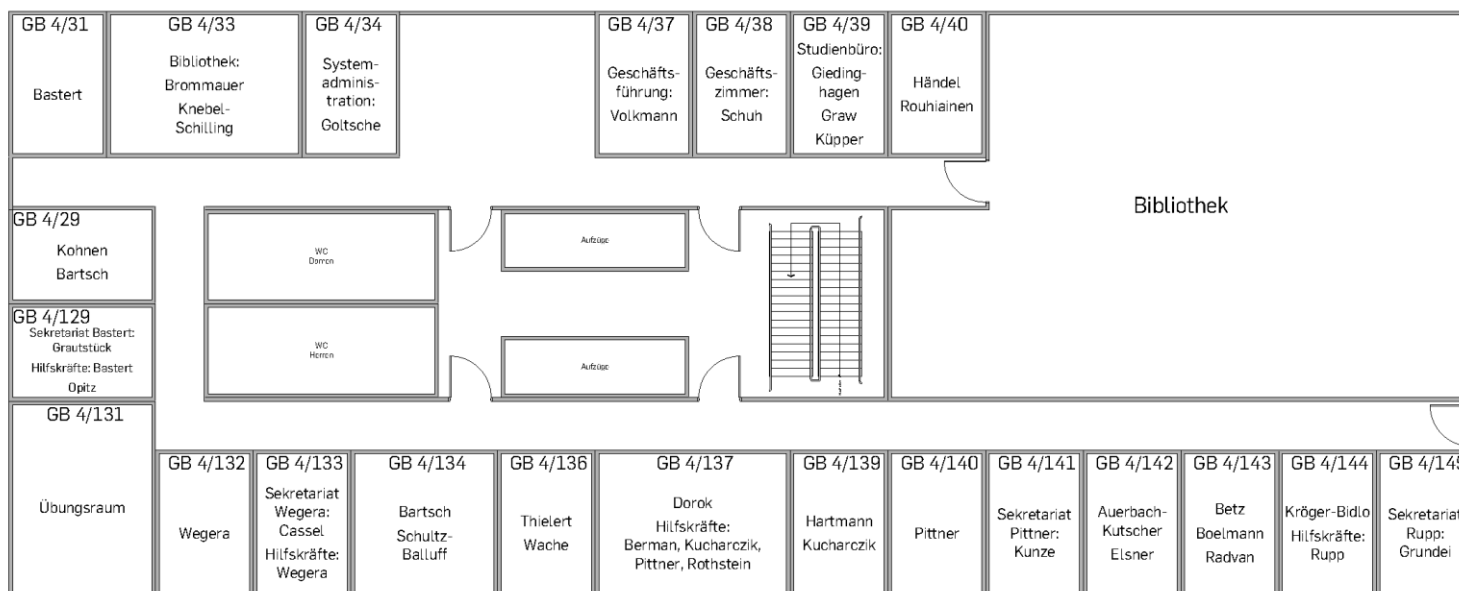 GB 4/31
Bastert
GB 4/33
Bibliothek:
Brommauer
Knebel-
Schilling
GB 4/34
System-
adminis-
tration:
Goltsche
GB 4/37
Geschäfts-
führung:
Volkmann
GB 4/38
Geschäfts-
zimmer:
Schuh
GB 4/39
Studienbüro:
Gieding-
hagen
Graw
Küpper
GB 4/40
Händel
Rouhiainen
Bibliothek
GB 4/29
Kohnen
Bartsch
WC
Damen
Aufzüge
GB 4/129
Sekretariat Bastert:
Grautstück
Hilfskräfte: Bastert
Opitz
WC
Herren
Aufzüge
GB 4/131
Übungsraum
GB 4/132
Wegera
GB 4/133
Sekretariat
Wegera:
Cassel
Hilfskräfte:
Wegera
GB 4/134
Bartsch
Schultz-
Balluff
GB 4/136
Thielert
Wache
GB 4/137
Dorok
Hilfskräfte:
Berman, Kucharczik,
Pittner, Rothstein
GB 4/139
Hartmann
Kucharczik
GB 4/140
Pittner
GB 4/141
Sekretariat
Pittner:
Kunze
GB 4/142
Auerbach-
Kutscher
Elsner
GB 4/143
Betz
Boelmann
Radvan
GB 4/144
Kröger-Bidlo
Hilfskräfte:
Rupp
GB 4/145
Sekretariat
Rupp:
Grundei